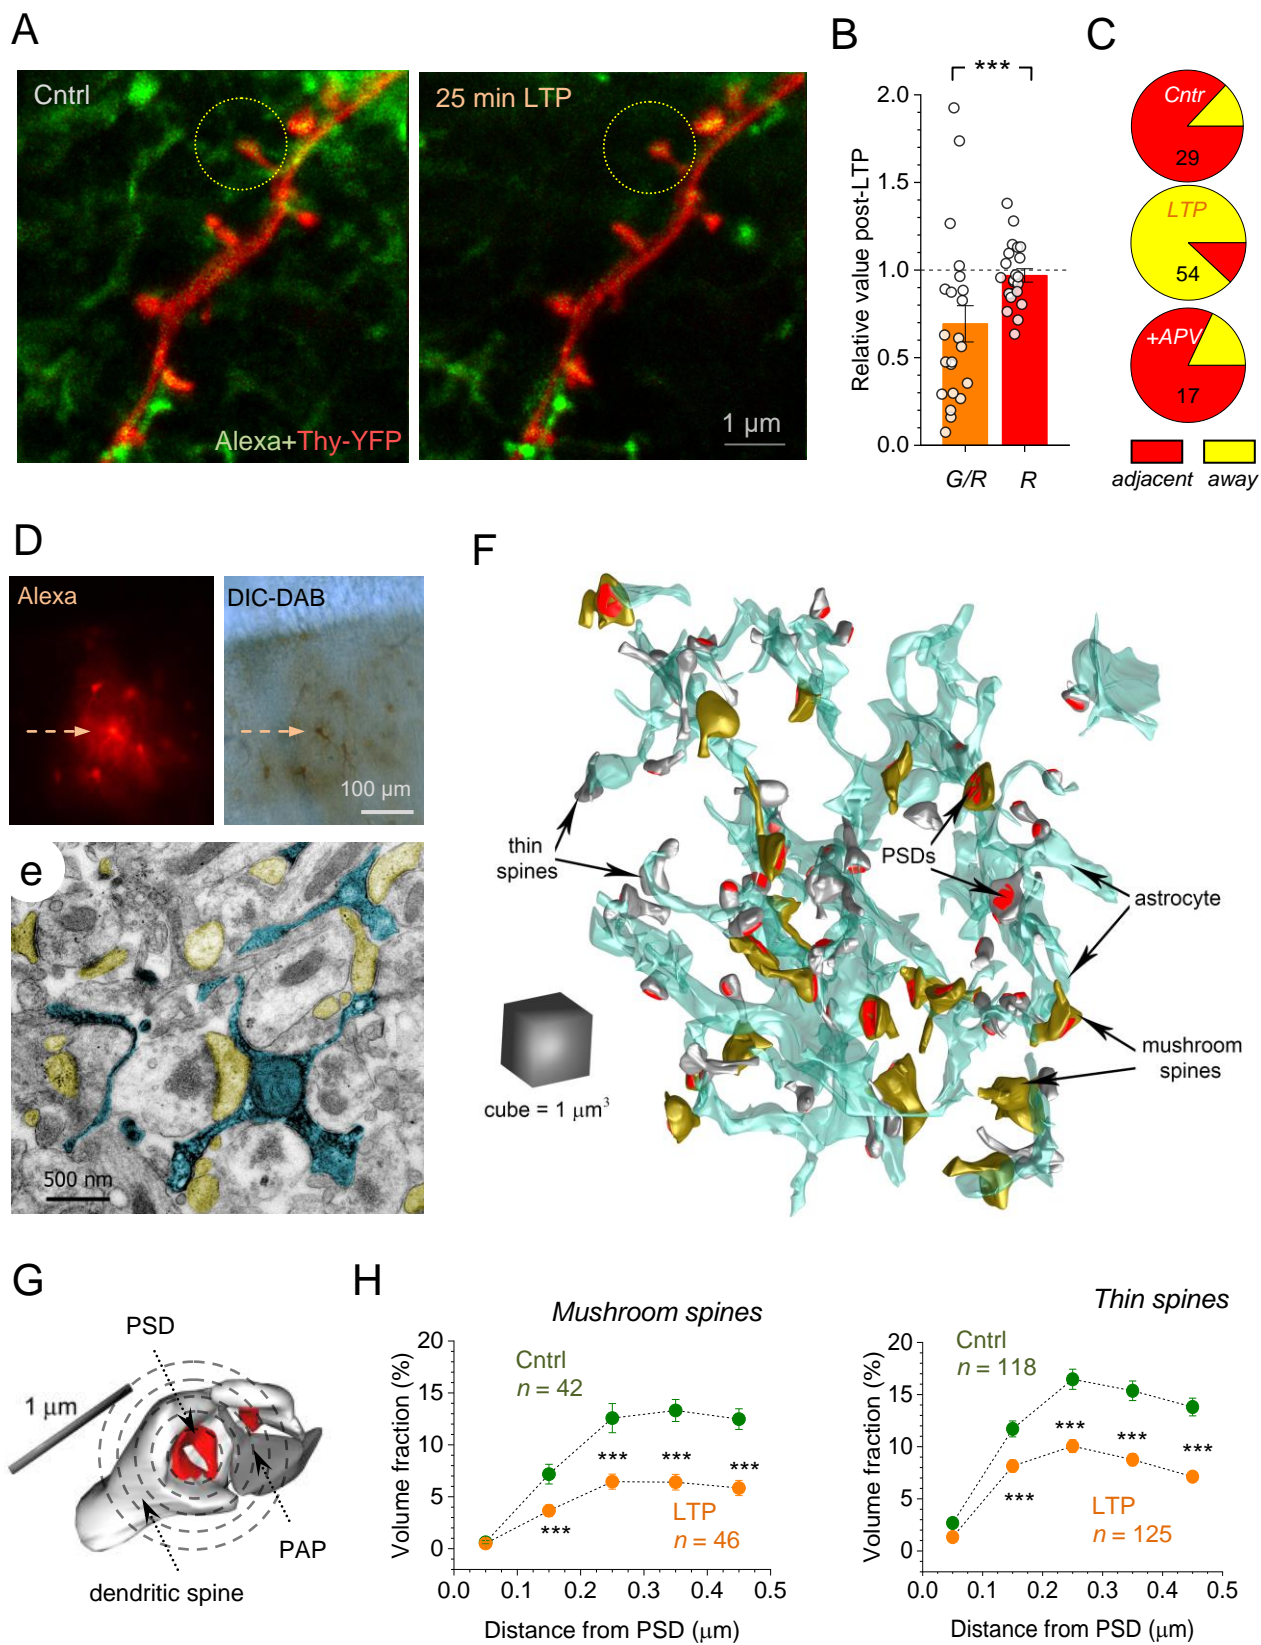 A
Cntrl
25 min LTP
Alexa+Thy-YFP
1 μm
B
***
Relative value post-LTP
2.0
1.5
1.0
0.5
0.0
G/R R
C
Cntr
29
LTP
54
+APV
17
adjacent away
D
Alexa
DIC-DAB
100 μm
e
500 nm
F
thin
spines
PSDs
astrocyte
mushroom
spines
cube = 1 μm³
G
PSD
1 μm
PAP
dendritic spine
H
Mushroom spines
Volume fraction (%)
20
15
10
5
0
Cntrl
n = 42
*** *** ***
***
LTP
n = 46
0.0 0.1 0.2 0.3 0.4 0.5
Distance from PSD (μm)
Thin spines
Volume fraction (%)
20
15
10
5
0
Cntrl
n = 118
*** *** ***
***
LTP
n = 125
0.0 0.1 0.2 0.3 0.4 0.5
Distance from PSD (μm)